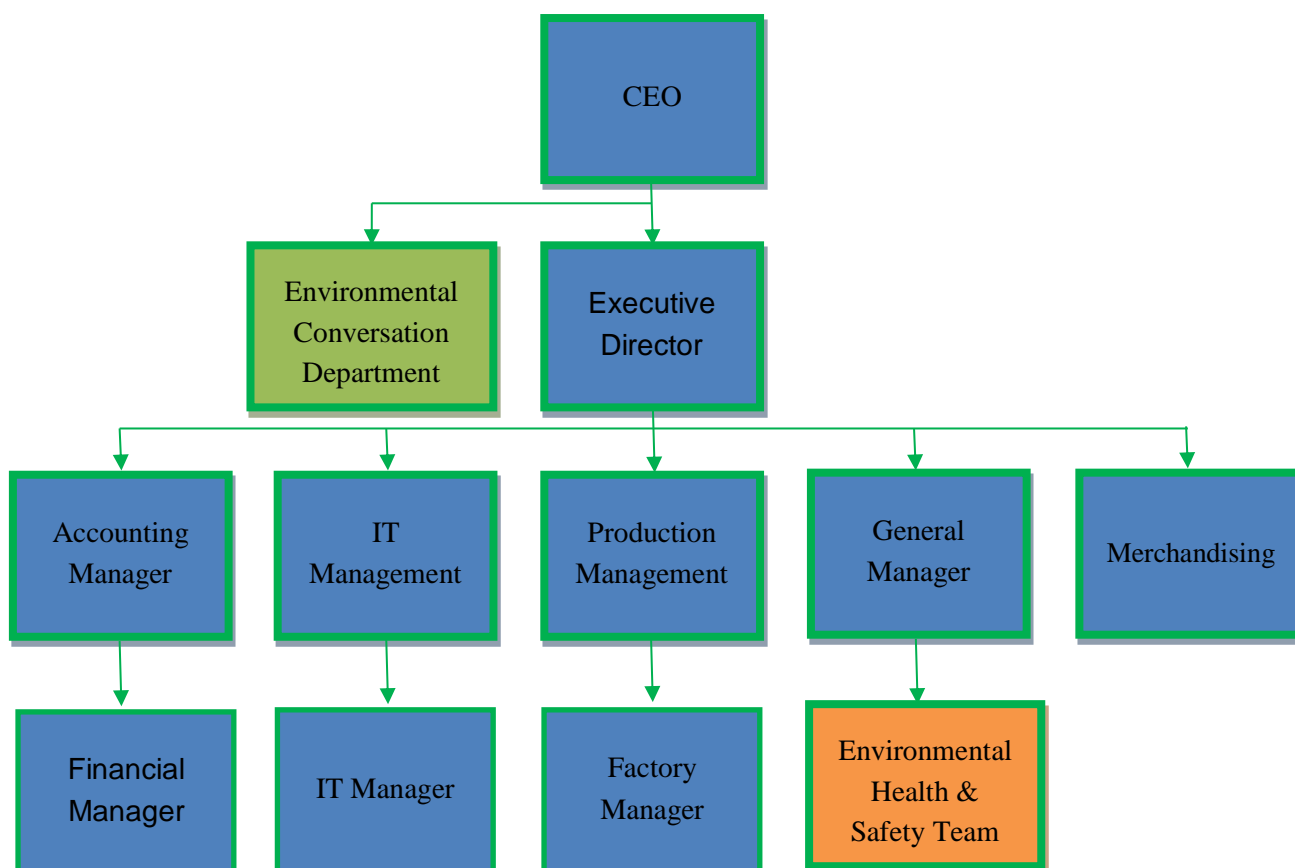 CEO
Environmental
Conversation
Department
Executive
Director
Accounting
Manager
IT
Management
Production
Management
General
Manager
Merchandising
Financial
Manager
IT Manager
Factory
Manager
Environmental
Health &
Safety Team